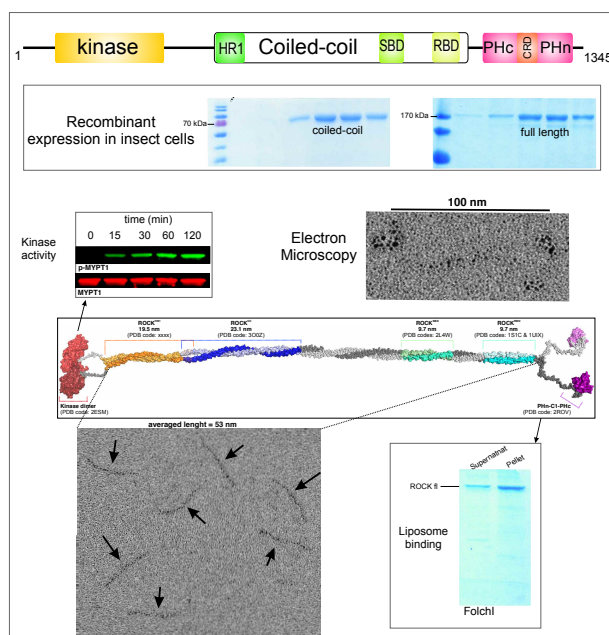 1 kinase HR1 Coiled-coil SBD RBD PHc CRD PHn 1345
Recombinant
expression in insect cells
70 kDa
coiled-coil
170 kDa
full length
time (min)
0 15 30 60 120
Kinase
activity
p-MYPT1
MYPT1
100 nm
Electron
Microscopy
19.5 nm
(PDB code: xxxx)
23.1 nm
(PDB code: 3O0Z)
9.7 nm
(PDB code: 2L4W)
9.7 nm
(PDB codes: 1S1C & 1UIX)
Kinase dimer
(PDB code: 2ESM)
PHn-C1-PHc
(PDB code: 2ROV)
averaged lenght = 53 nm
Supernatnat
Pellet
ROCK fl
Liposome
binding
FolchI